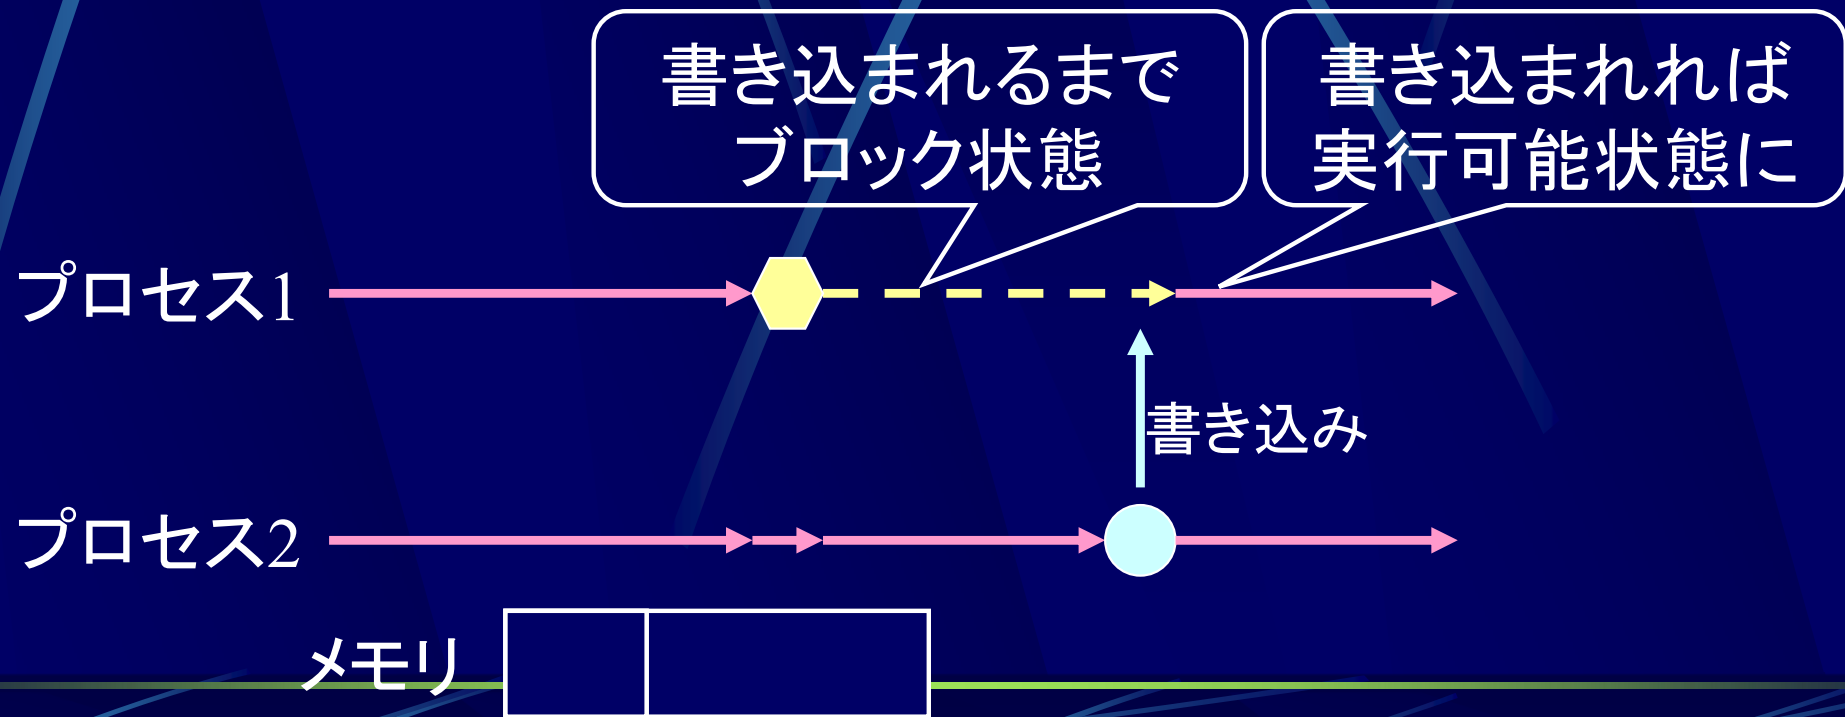 書き込まれるまで
ブロック状態
書き込まれれば
実行可能状態に
プロセス1
書き込み
プロセス2
メモリ